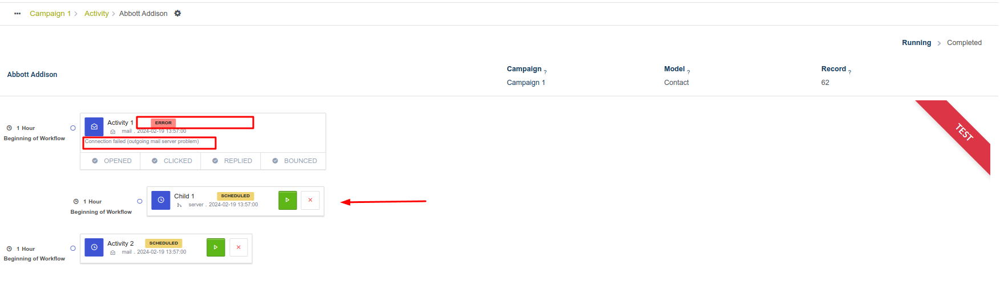 Campaign 1 > Activity > Abbott Addison
Running > Completed
Abbott Addison
Campaign ? Model ? Record ?
Campaign 1 Contact 62
TEST
1 Hour
Beginning of Workflow
Activity 1 ERROR
mail . 2024-02-19 13:57:00
Connection failed (outgoing mail server problem)
OPENED CLICKED REPLIED BOUNCED
1 Hour
Beginning of Workflow
Child 1 SCHEDULED
server . 2024-02-19 13:57:00
1 Hour
Beginning of Workflow
Activity 2 SCHEDULED
mail . 2024-02-19 13:57:00